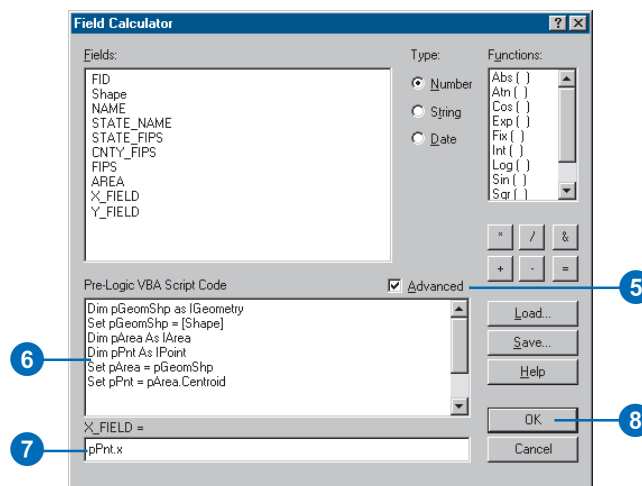 Field Calculator
Fields:
FID
Shape
NAME
STATE_NAME
STATE_FIPS
CNTY_FIPS
FIPS
AREA
X_FIELD
Y_FIELD
Type:
Number
String
Date
Functions:
Abs ( )
Atn ( )
Cos ( )
Exp ( )
Fix ( )
Int ( )
Log ( )
Sin ( )
Sqr ( )
* / &
+ - =
Pre-Logic VBA Script Code
Advanced
5
Dim pGeomShp as IGeometry
Set pGeomShp = [Shape]
Dim pArea As IArea
Dim pPnt As IPoint
Set pArea = pGeomShp
Set pPnt = pArea.Centroid
6
Load...
Save...
Help
X_FIELD =
pPnt.x
7
OK
8
Cancel